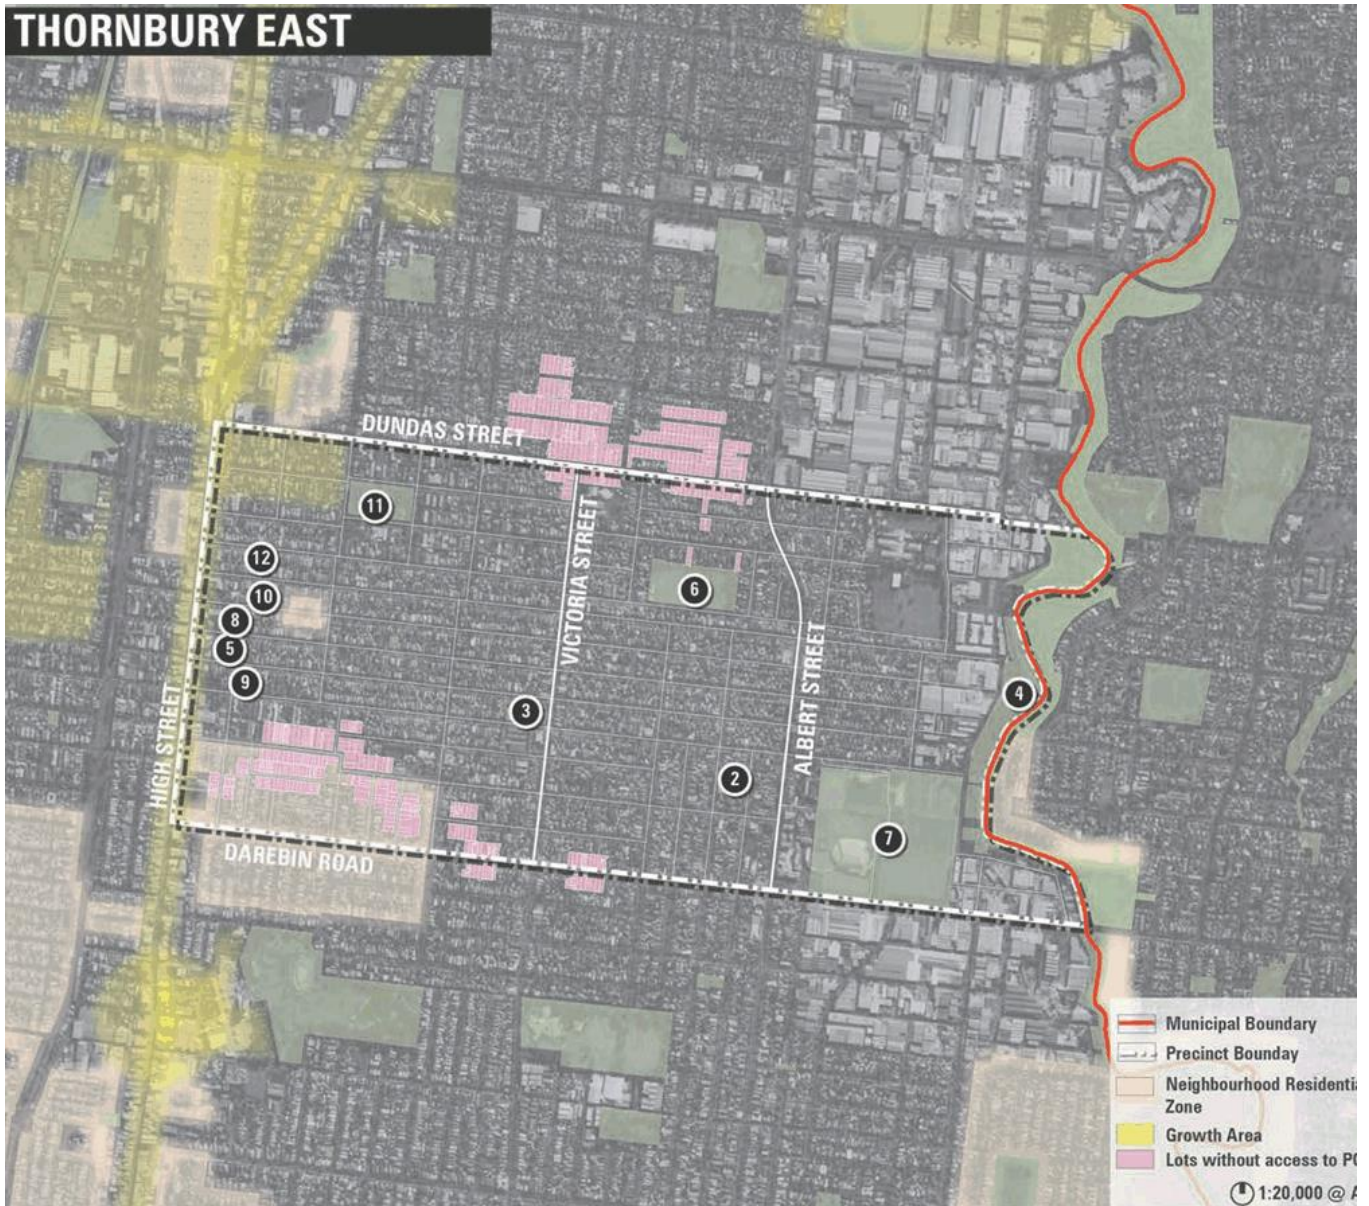 THORNBURY EAST
DUNDAS STREET
11
12
VICTORIA STREET
6
10
8
5
ALBERT STREET
9
4
3
HIGH STREET
2
7
DAREBIN ROAD
Municipal Boundary
Precinct Bounday
Neighbourhood Residentia
Zone
Growth Area
Lots without access to PO
1:20,000 @ A